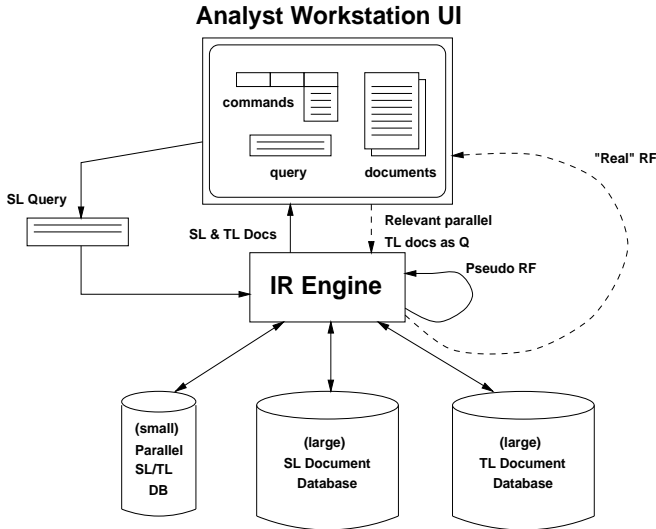 Analyst Workstation UI
commands
query
documents
"Real" RF
SL Query
SL & TL Docs
Relevant parallel
TL docs as Q
Pseudo RF
IR Engine
(small)
Parallel
SL/TL
DB
(large)
SL Document
Database
(large)
TL Document
Database